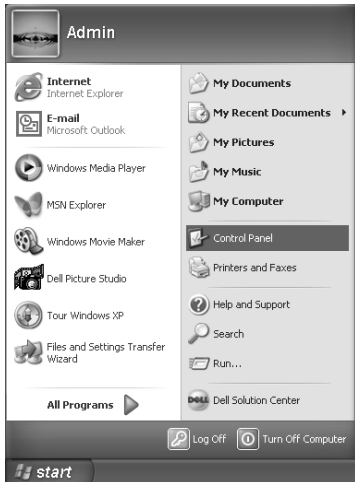 Admin
Internet
Internet Explorer
E-mail
Microsoft Outlook
Windows Media Player
MSN Explorer
Windows Movie Maker
Dell Picture Studio
Tour Windows XP
Files and Settings Transfer
Wizard
All Programs
My Documents
My Recent Documents
My Pictures
My Music
My Computer
Control Panel
Printers and Faxes
Help and Support
Search
Run...
DELL Dell Solution Center
Log Off Turn Off Computer
start